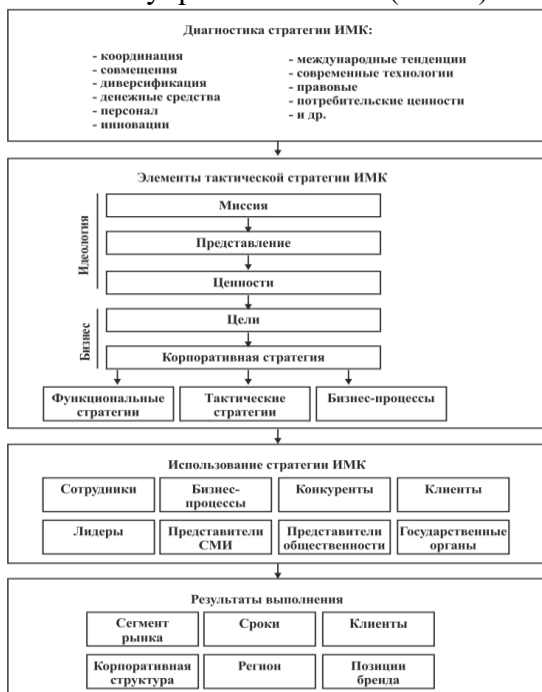 Диагностика стратегии ИМК:
- координация
- совмещения
- диверсификация
- денежные средства
- персонал
- инновации
- международные тенденции
- современные технологии
- правовые
- потребительские ценности
- и др.
Элементы тактической стратегии ИМК
Идеология
Миссия
Представление
Ценности
Бизнес
Цели
Корпоративная стратегия
Функциональные
стратегии
Тактические
стратегии
Бизнес-процессы
Использование стратегии ИМК
Сотрудники
Бизнес-
процессы
Конкуренты
Клиенты
Лидеры
Представители
СМИ
Представители
общественности
Государственные
органы
Результаты выполнения
Сегмент
рынка
Сроки
Клиенты
Корпоративная
структура
Регион
Позиции
бренда